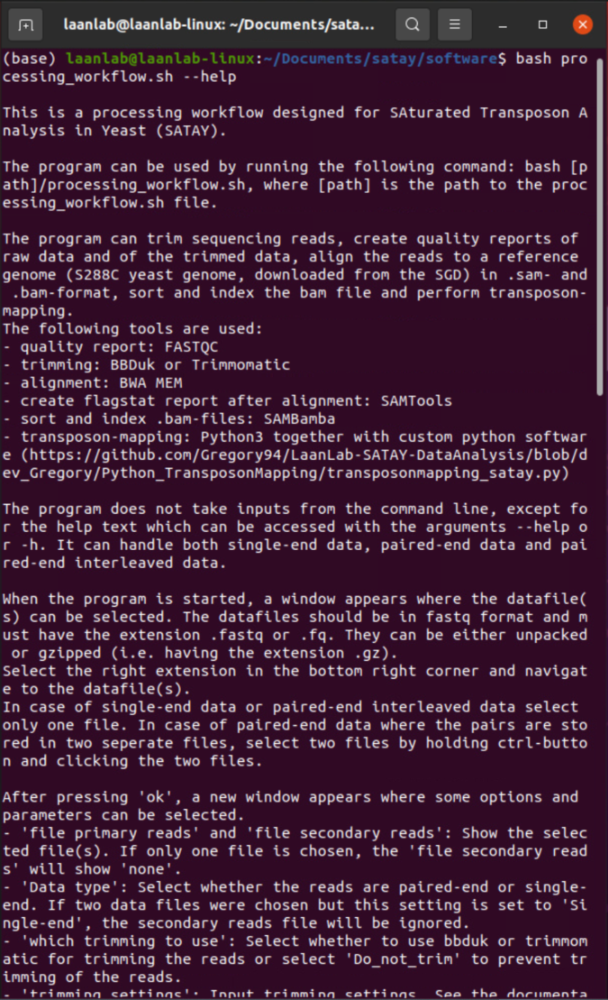 laanlab@laanlab-linux: ~/Documents/sata...
(base) laanlab@laanlab-linux:~/Documents/satay/software$ bash pro
cessing_workflow.sh --help
This is a processing workflow designed for SAturated Transposon A
nalysis in Yeast (SATAY).
The program can be used by running the following command: bash [p
ath]/processing_workflow.sh, where [path] is the path to the proc
essing_workflow.sh file.
The program can trim sequencing reads, create quality reports of
raw data and of the trimmed data, align the reads to a reference
genome (S288C yeast genome, downloaded from the SGD) in .sam- and
 .bam-format, sort and index the bam file and perform transposon-
mapping.
The following tools are used:
- quality report: FASTQC
- trimming: BBDuk or Trimmomatic
- alignment: BWA MEM
- create flagstat report after alignment: SAMTools
- sort and index .bam-files: SAMBamba
- transposon-mapping: Python3 together with custom python softwar
e (https://github.com/Gregory94/LaanLab-SATAY-DataAnalysis/blob/d
ev_Gregory/Python_TransposonMapping/transposonmapping_satay.py)
The program does not take inputs from the command line, except fo
r the help text which can be accessed with the arguments --help o
r -h. It can handle both single-end data, paired-end data and pai
red-end interleaved data.
When the program is started, a window appears where the datafile(
s) can be selected. The datafiles should be in fastq format and m
ust have the extension .fastq or .fq. They can be either unpacked
 or gzipped (i.e. having the extension .gz).
Select the right extension in the bottom right corner and navigat
e to the datafile(s).
In case of single-end data or paired-end interleaved data select
only one file. In case of paired-end data where the pairs are sto
red in two seperate files, select two files by holding ctrl-butto
n and clicking the two files.
After pressing 'ok', a new window appears where some options and
parameters can be selected.
- 'file primary reads' and 'file secondary reads': Show the selec
ted file(s). If only one file is chosen, the 'file secondary read
s' will show 'none'.
- 'Data type': Select whether the reads are paired-end or single-
end. If two data files were chosen but this setting is set to 'Si
ngle-end', the secondary reads file will be ignored.
- 'which trimming to use': Select whether to use bbduk or trimmom
atic for trimming the reads or select 'Do_not_trim' to prevent tr
imming of the reads.
- 'trimming settings': Input trimming settings. See the documenta